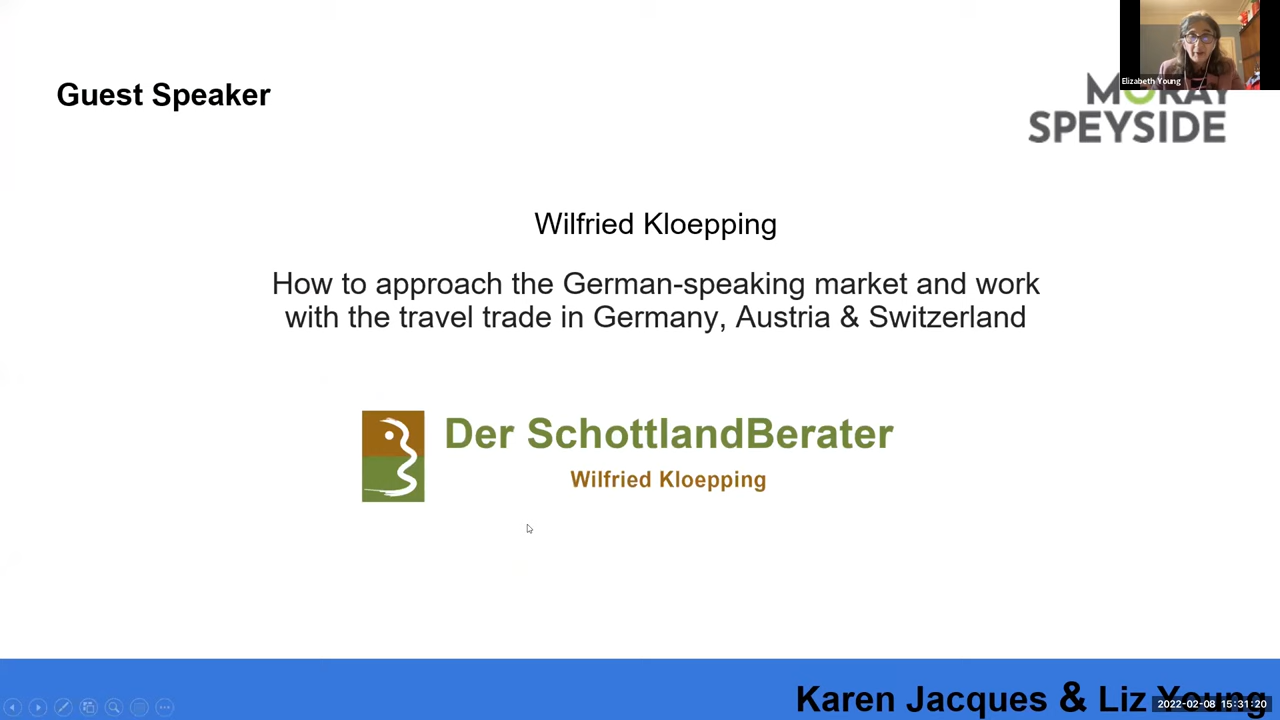 Elizabeth Young
Guest Speaker
MORAY
SPEYSIDE
Wilfried Kloepping
How to approach the German-speaking market and work
with the travel trade in Germany, Austria & Switzerland
Der SchottlandBerater
Wilfried Kloepping
Karen Jacques & Liz Young
2022-02-08 15:31:20